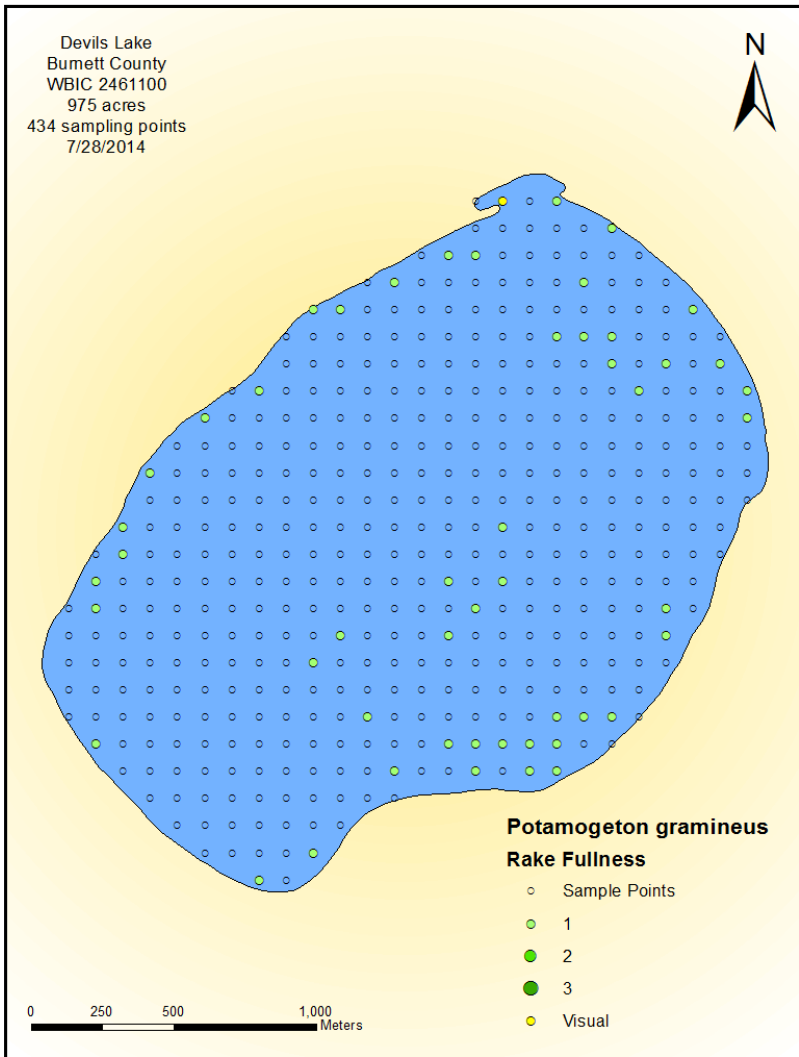 Devils Lake
Burnett County
WBIC 2461100
975 acres
434 sampling points
7/28/2014
N
Potamogeton gramineus
Rake Fullness
Sample Points
1
2
3
Visual
0 250 500 1,000
Meters